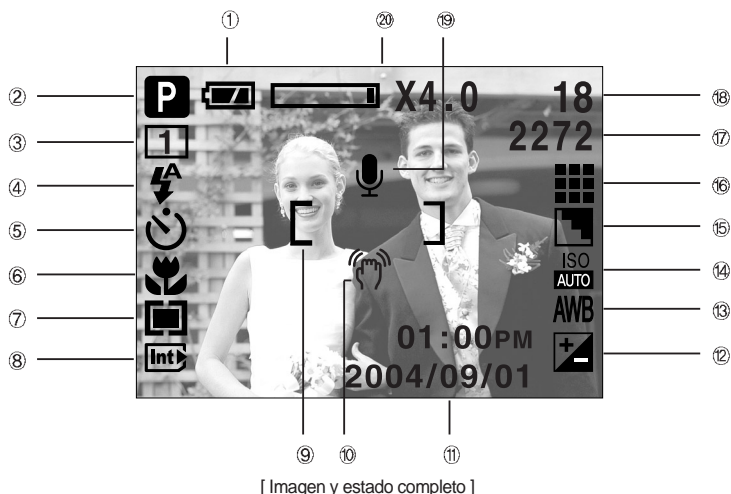 ① ⑳ ⑲
② P X4.0 18 ⑱
③ 1 2272 ⑰
④ A ⑯
⑤ ⑮
⑥ ISO AUTO ⑭
⑦ AWB ⑬
⑧ Int 01:00PM ⑫
2004/09/01
⑨ ⑩ ⑪
[ Imagen y estado completo ]